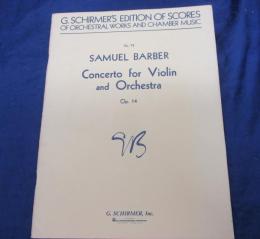 G. SCHIRMER'S EDITION OF SCORES
OF ORCHESTRAL WORKS AND CHAMBER MUSIC
SAMUEL BARBER
Concerto for Violin
and Orchestra
Op. 14
G. SCHIRMER, Inc.